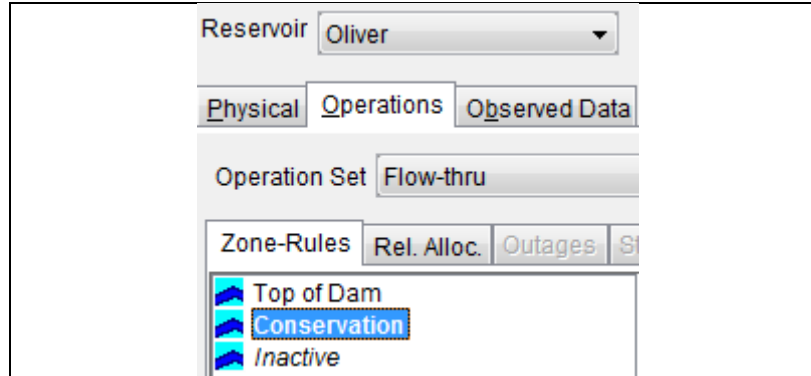 Reservoir Oliver
Physical Operations Observed Data
Operation Set Flow-thru
Zone-Rules Rel. Alloc. Outages
Top of Dam
Conservation
Inactive